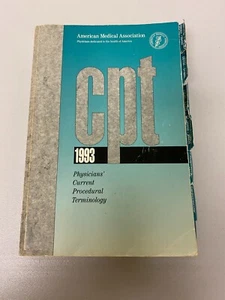 American Medical Association
Physicians dedicated to the health of America
cpt
1993
Physicians'
Current
Procedural
Terminology